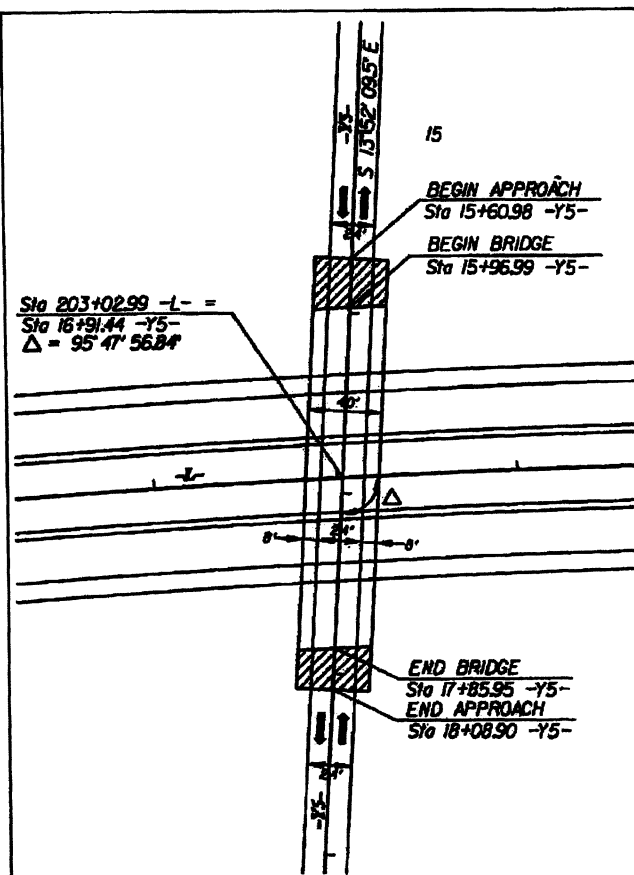 -Y5-
S 13°52' 09.5" E
15
BEGIN APPROACH
Sta 15+60.98 -Y5-
24'
BEGIN BRIDGE
Sta 15+96.99 -Y5-
Sta 203+02.99 -L- =
Sta 16+91.44 -Y5-
Δ = 95°47' 56.84"
40'
-L-
Δ
24'
8'
8'
END BRIDGE
Sta 17+85.95 -Y5-
END APPROACH
Sta 18+08.90 -Y5-
24'
-Y5-